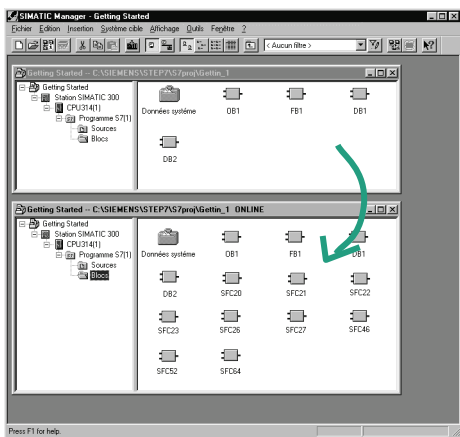 SIMATIC Manager - Getting Started
Fichier Edition Insertion Système cible Affichage Outils Fenêtre ?
< Aucun filtre >
Getting Started -- C:\SIEMENS\STEP7\S7proj\Gettin_1
Getting Started
Station SIMATIC 300
CPU314(1)
Programme S7(1)
Sources
Blocs
Données système OB1 FB1 DB1
DB2
Getting Started -- C:\SIEMENS\STEP7\S7proj\Gettin_1 ONLINE
Getting Started
Station SIMATIC 300
CPU314(1)
Programme S7(1)
Sources
Blocs
Données système OB1 FB1 DB1
DB2 SFC20 SFC21 SFC22
SFC23 SFC26 SFC27 SFC46
SFC52 SFC64
Press F1 for help.